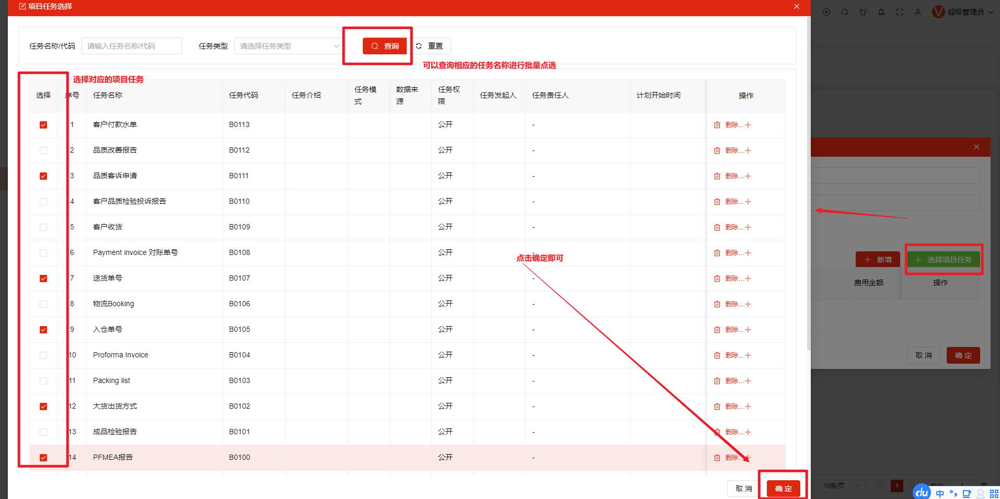 项目任务选择
超级管理员
任务名称/代码 请输入任务名称/代码 任务类型 请选择任务类型 查询 重置
可以查询相应的任务名称进行批量点选
选择对应的项目任务
选择 序号 任务名称 任务代码 任务介绍 任务模式 数据来源 任务权限 任务发起人 任务责任人 计划开始时间 操作
1 客户付款水单 B0113 公开 - 删除...
2 品质改善报告 B0112 公开 - 删除...
3 品质客诉申请 B0111 公开 - 删除...
4 客户品质检验投诉报告 B0110 公开 - 删除...
5 客户收货 B0109 公开 - 删除...
6 Payment invoice 对账单号 B0108 公开 - 删除...
点击确定即可
新增 选择项目任务
7 送货单号 B0107 公开 - 删除...
费用金额 操作
8 物流Booking B0106 公开 - 删除...
9 入仓单号 B0105 公开 - 删除...
10 Proforma Invoice B0104 公开 - 删除...
取消 确定
11 Packing list B0103 公开 - 删除...
12 大货出货方式 B0102 公开 - 删除...
13 成品检验报告 B0101 公开 - 删除...
14 PFMEA报告 B0100 公开 - 删除...
取消 确定
10条/页 1
du 中